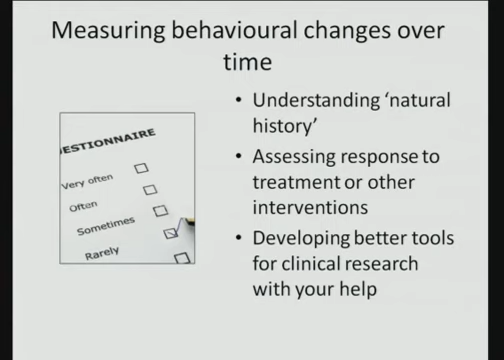 Measuring behavioural changes over
time
ESTIONNAIRE
Very often
Often
Sometimes
Rarely
• Understanding ‘natural
history’
• Assessing response to
treatment or other
interventions
• Developing better tools
for clinical research
with your help